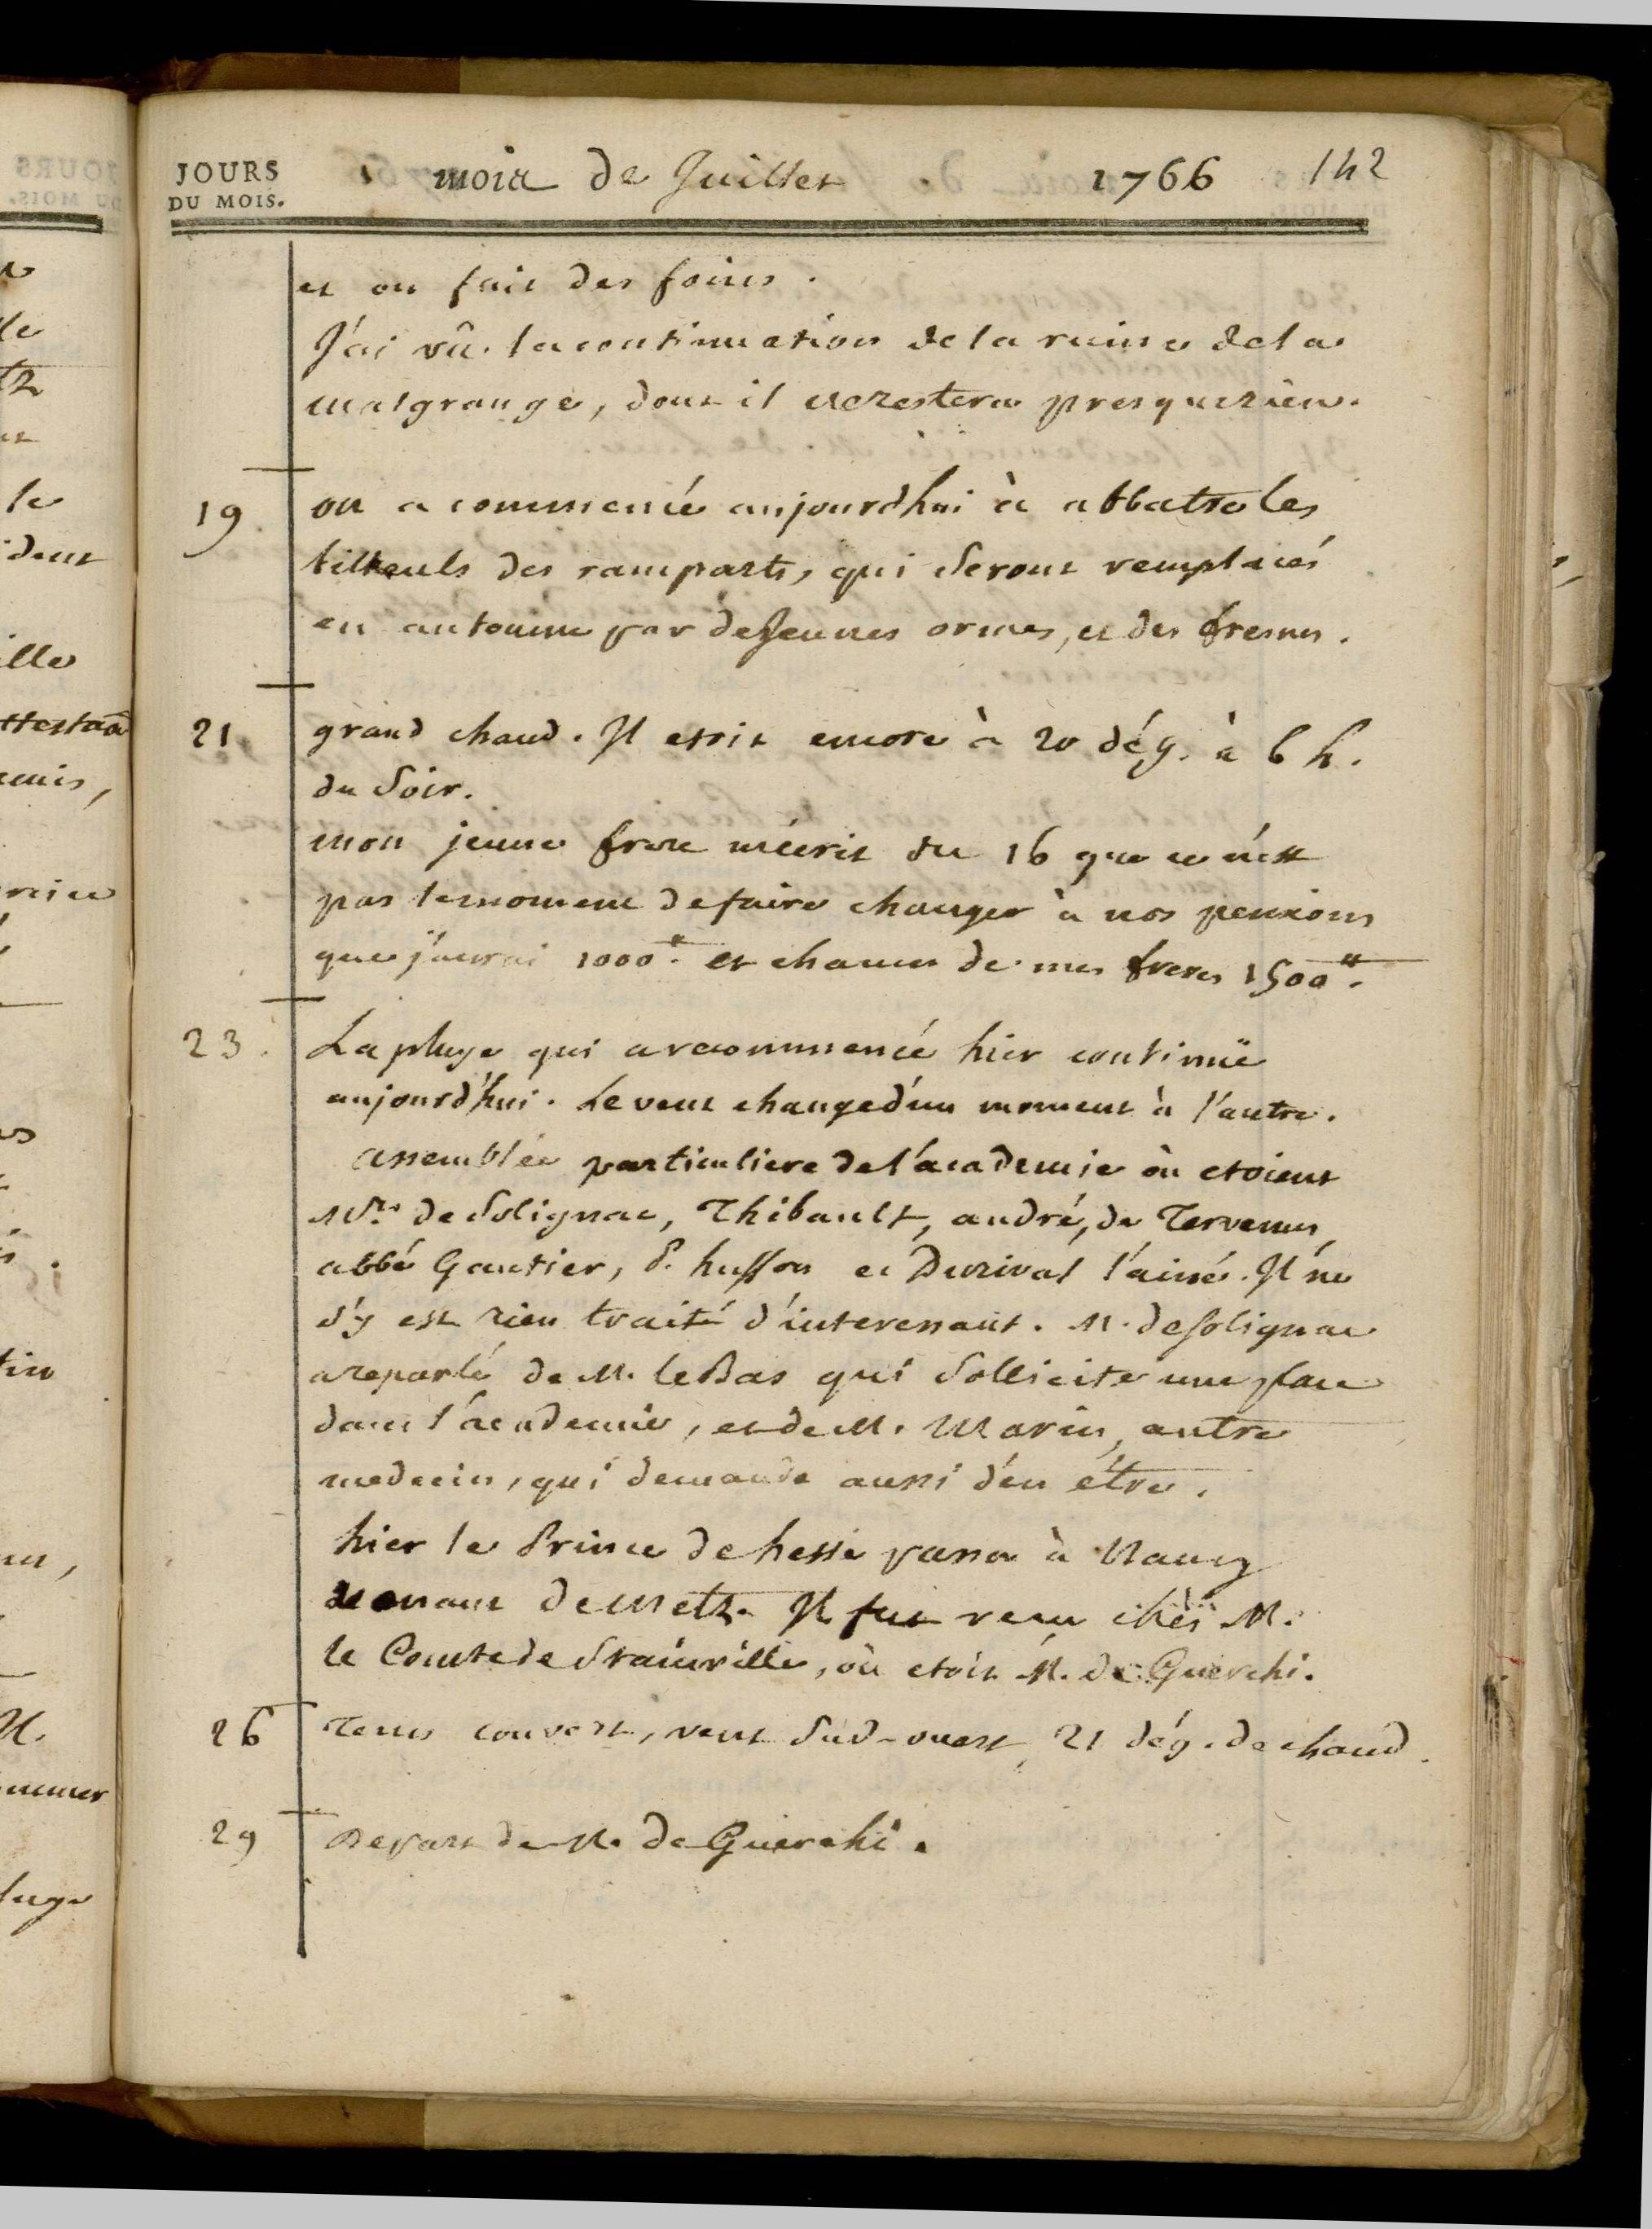 JOURS
DU MOIS.
mois de Juillet 1766 142
et on fait des foins.
J'ai vû la continuation de la ruine de la
malgrange, dont il ne restera presque rien.
19 on a commencé aujourd'hui à abbatre les
tilleuls des ramparts, qui seront remplacés
en automne par de jeunes ormes, et des fresnes.
21 grand chaud. Il etoit encore à 20 dég. à 6 h.
du soir.
mon jeune frere m'écrit du 16 que ce n'est
pas le moment de faire changer à nos pensions
que j'aurai 1000# et chacun de mes freres 1500#.
23. La pluye qui a recommencé hier continuë
aujourd'hui. Le vent change d'un moment à l'autre.
assemblée particuliere de l'académie où etoient
Mrs. de Solignac, Thibault, andré, de Tervenus,
abbé Gautier, P. husson et Durival l'ainé. Il ne
s'y est rien traité d'interessant. M. de Solignac
a reparlé de M. le Bas qui sollicite une place
dans l'académie, et de M. Marin, autre
medecin, qui demande aussi d'en être.
hier le Prince de hesse passa à Nancy
venant de Metz. Il fut reçu chés M.
le Comte de Stainville, où etoit M. de Guerchi.
26 Tems couvert, vent sud-ouest, 21 dég. de chaud.
29 Depart de M. de Guerchi.